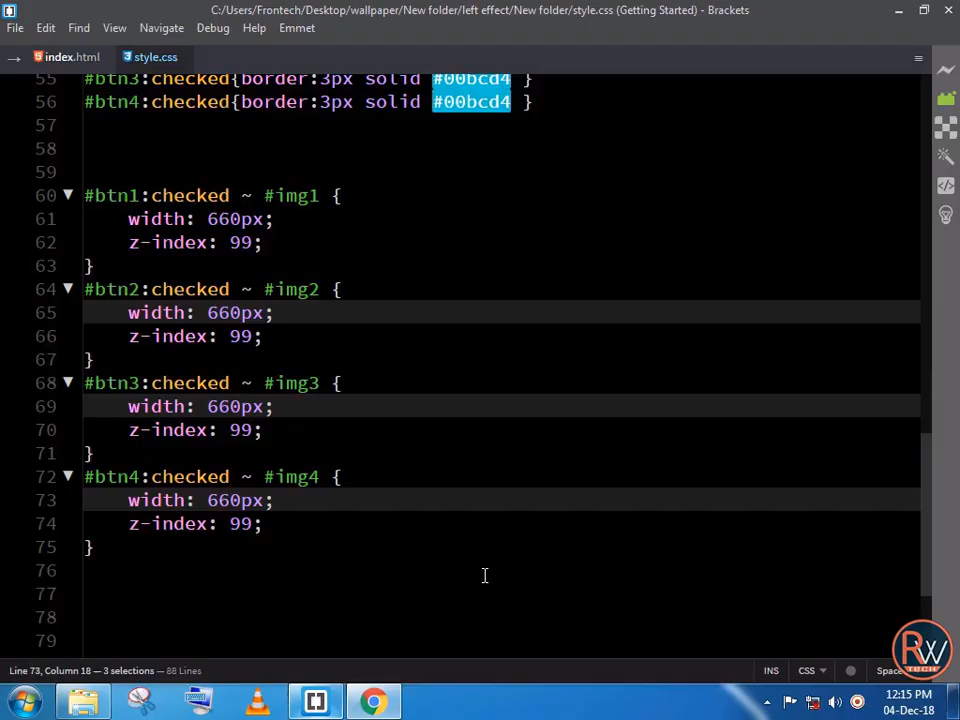 C:/Users/Frontech/Desktop/wallpaper/New folder/left effect/New folder/style.css (Getting Started) - Brackets
File Edit Find View Navigate Debug Help Emmet
index.html style.css
55 #btn3:checked{border:3px solid #00bcd4 }
56 #btn4:checked{border:3px solid #00bcd4 }
57
58
59
60 #btn1:checked ~ #img1 {
61 width: 660px;
62 z-index: 99;
63 }
64 #btn2:checked ~ #img2 {
65 width: 660px;
66 z-index: 99;
67 }
68 #btn3:checked ~ #img3 {
69 width: 660px;
70 z-index: 99;
71 }
72 #btn4:checked ~ #img4 {
73 width: 660px;
74 z-index: 99;
75 }
76
77
78
79
Line 73, Column 18 — 3 selections — 88 Lines
INS CSS
RW
TECH
12:15 PM
04-Dec-18